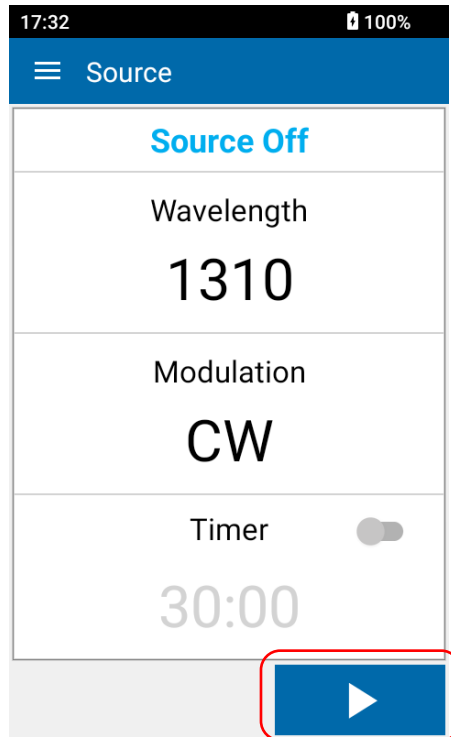 17:32 100%
Source
Source Off
Wavelength
1310
Modulation
CW
Timer
30:00